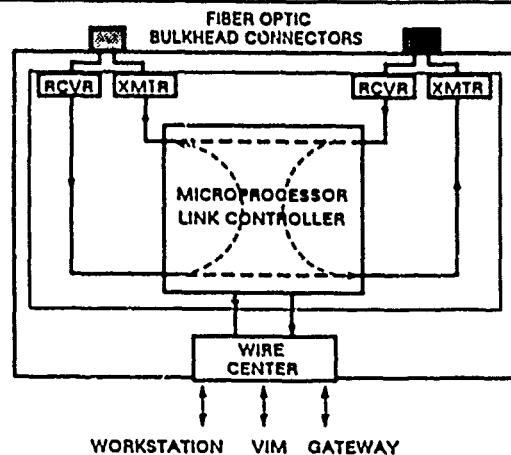 FIBER OPTIC
BULKHEAD CONNECTORS
RCVR XMTR RCVR XMTR
MICROPROCESSOR
LINK CONTROLLER
WIRE
CENTER
WORKSTATION VIM GATEWAY